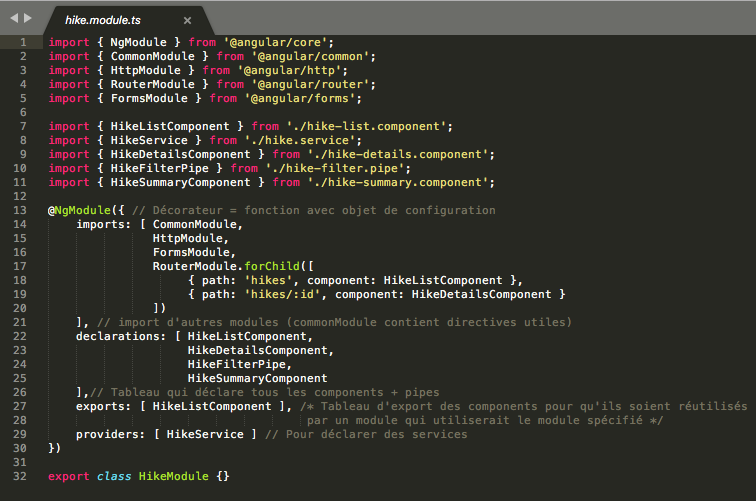 hike.module.ts
1 import { NgModule } from '@angular/core';
2 import { CommonModule } from '@angular/common';
3 import { HttpModule } from '@angular/http';
4 import { RouterModule } from '@angular/router';
5 import { FormsModule } from '@angular/forms';
6
7 import { HikeListComponent } from './hike-list.component';
8 import { HikeService } from './hike.service';
9 import { HikeDetailsComponent } from './hike-details.component';
10 import { HikeFilterPipe } from './hike-filter.pipe';
11 import { HikeSummaryComponent } from './hike-summary.component';
12
13 @NgModule({ // Décorateur = fonction avec objet de configuration
14     imports: [ CommonModule,
15                HttpModule,
16                FormsModule,
17                RouterModule.forChild([
18                     { path: 'hikes', component: HikeListComponent },
19                     { path: 'hikes/:id', component: HikeDetailsComponent }
20                ])
21     ], // import d'autres modules (commonModule contient directives utiles)
22     declarations: [ HikeListComponent,
23                     HikeDetailsComponent,
24                     HikeFilterPipe,
25                     HikeSummaryComponent
26     ],// Tableau qui déclare tous les components + pipes
27     exports: [ HikeListComponent ], /* Tableau d'export des components pour qu'ils soient réutilisés
28                                      par un module qui utiliserait le module spécifié */
29     providers: [ HikeService ] // Pour déclarer des services
30 })
31
32 export class HikeModule {}